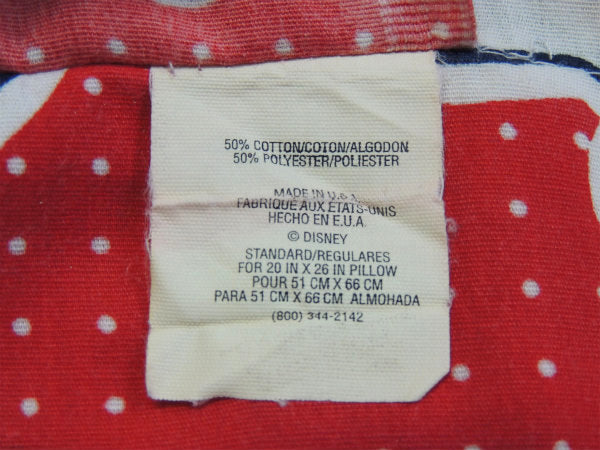 50% COTTON/COTON/ALGODON
50% POLYESTER/POLIESTER
MADE IN U.S.
FABRIQUE AUX ETATS-UNIS
HECHO EN E.U.A.
© DISNEY
STANDARD/REGULARES
FOR 20 IN X 26 IN PILLOW
POUR 51 CM X 66 CM
PARA 51 CM X 66 CM ALMOHADA
(800) 344-2142